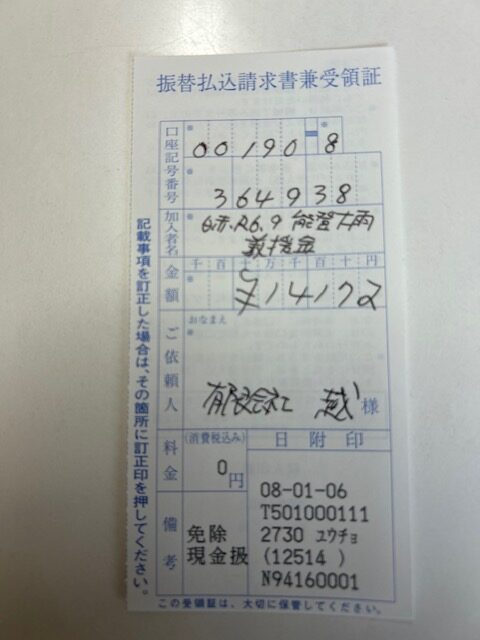 振替払込請求書兼受領証
口座記号番号
00190=8
364938
加入者名
日赤.R6.9 能登大雨
義援金
金額
千百十万千百十円
¥14172
ご依頼人
おなまえ
有限会社 越 様
料金
(消費税込み)
0円
日附印
08-01-06
T501000111
2730 ユウチョ
(12514 )
N94160001
備考
免除
現金扱
記載事項を訂正した場合は、その箇所に訂正印を押してください。
この受領証は、大切に保管してください。